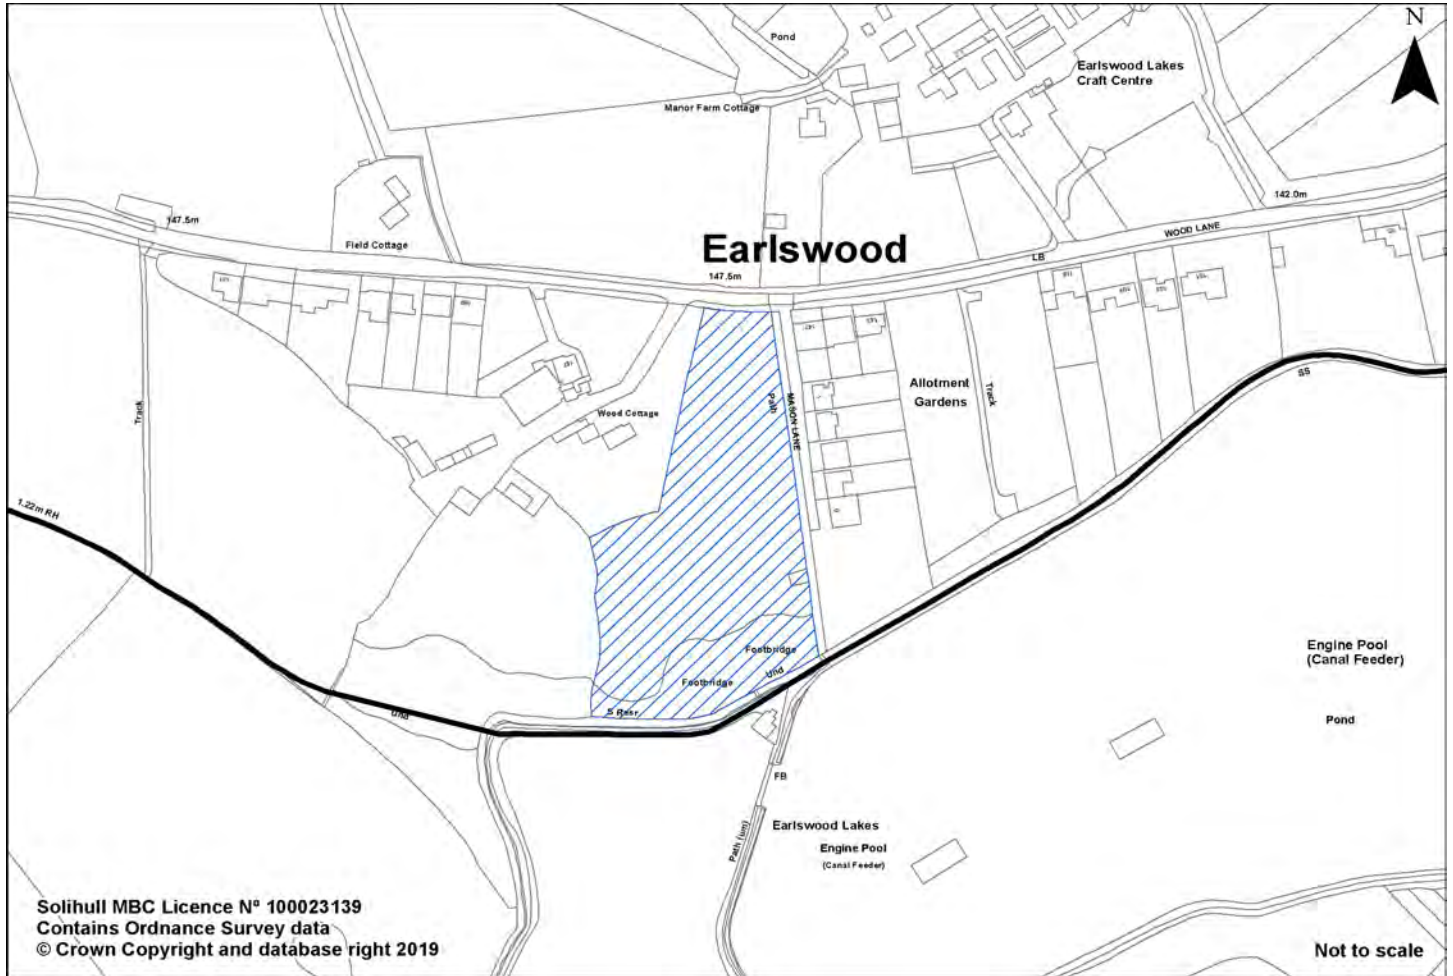 N
Pond
Earlswood Lakes
Craft Centre
Manor Farm Cottage
142.0m
147.5m
WOOD LANE
Field Cottage
Earlswood
LB
147.5m
Allotment
Gardens
Track
Path
MASON LANE
Wood Cottage
Track
SS
1.22m RH
Footbridge
Engine Pool
(Canal Feeder)
Und
Footbridge
Und
Pond
FB
Earlswood Lakes
Path (um)
Engine Pool
(Canal Feeder)
Solihull MBC Licence Nº 100023139
Contains Ordnance Survey data
© Crown Copyright and database right 2019
Not to scale